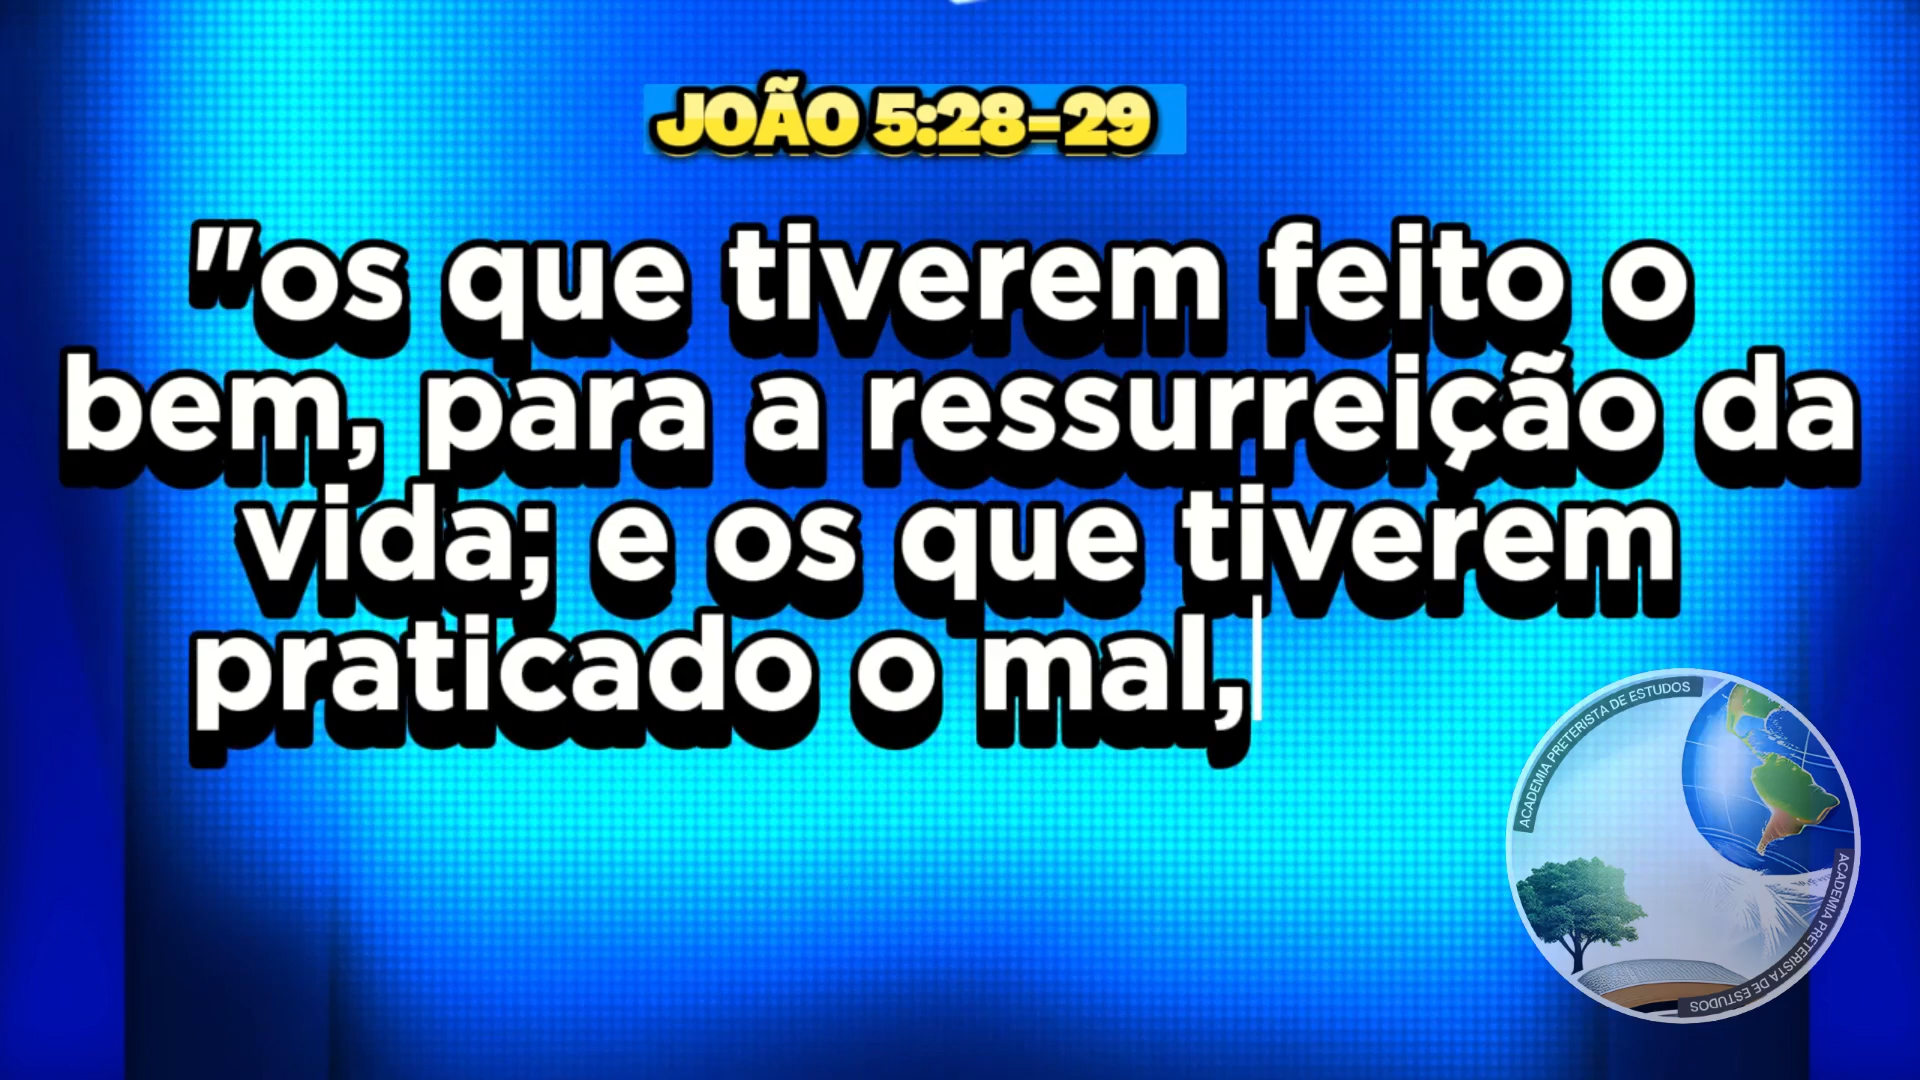 JOÃO 5:28-29
"os que tiverem feito o
bem, para a ressurreição da
vida; e os que tiverem
praticado o mal,
ACADEMIA PRETERISTA DE ESTUDOS
ACADEMIA PRETERISTA DE ESTUDOS